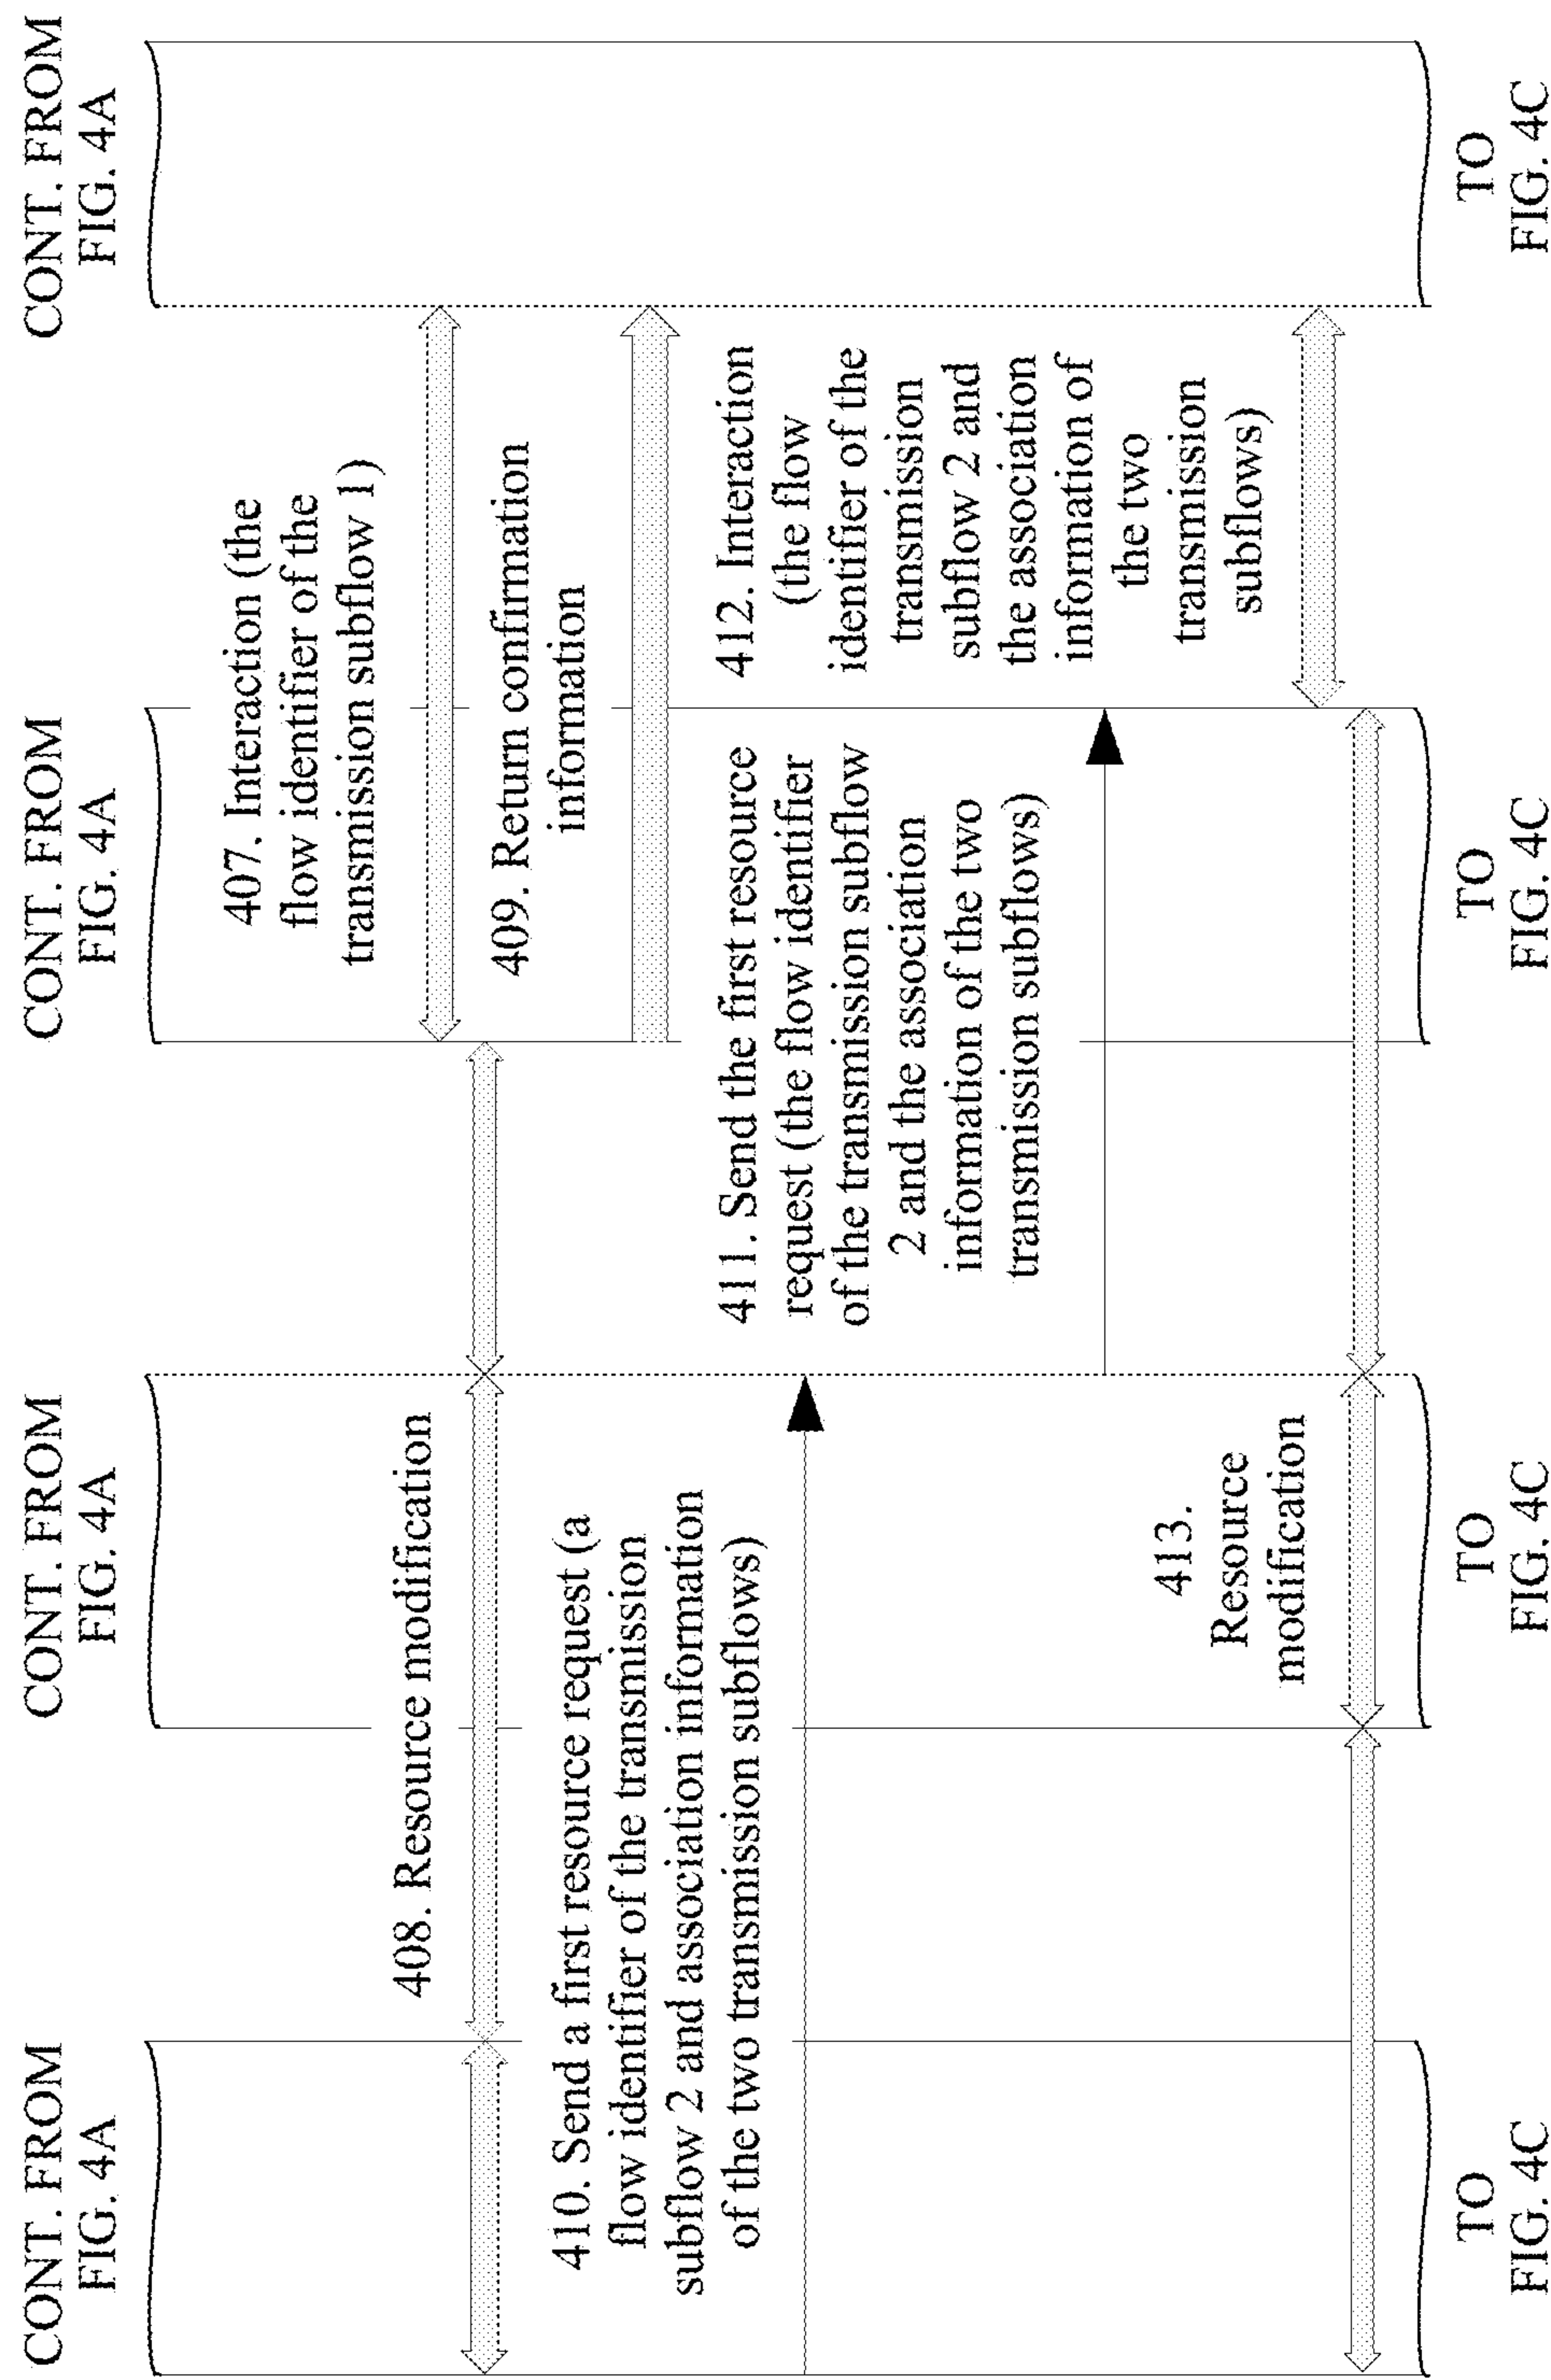 CONT. FROM
FIG. 4A
CONT. FROM
FIG. 4A
CONT. FROM
FIG. 4A
CONT. FROM
FIG. 4A
407. Interaction (the
flow identifier of the
transmission subflow 1)
408. Resource modification
409. Return confirmation
information
410. Send a first resource request (a
flow identifier of the transmission
subflow 2 and association information
of the two transmission subflows)
411. Send the first resource
request (the flow identifier
of the transmission subflow
2 and the association
information of the two
transmission subflows)
412. Interaction
(the flow
identifier of the
transmission
subflow 2 and
the association
information of
the two
transmission
subflows)
413.
Resource
modification
TO
FIG. 4C
TO
FIG. 4C
TO
FIG. 4C
TO
FIG. 4C